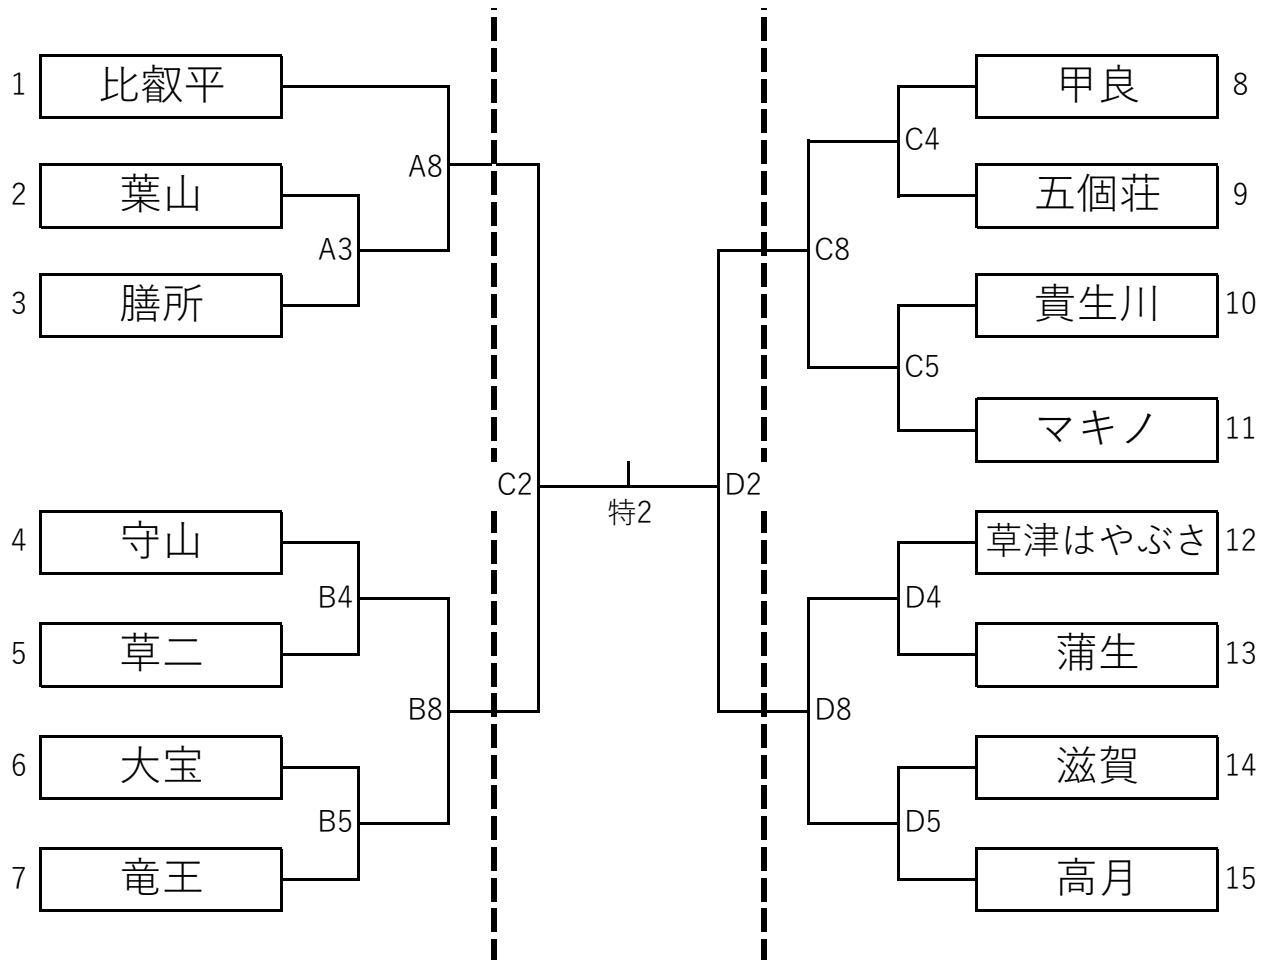 1 比叡平
A8
2 葉山
A3
3 膳所
C2
4 守山
B4
5 草二
B8
6 大宝
B5
7 竜王
特2
甲良 8
C4
五個荘 9
C8
貴生川 10
C5
マキノ 11
D2
草津はやぶさ 12
D4
蒲生 13
D8
滋賀 14
D5
高月 15